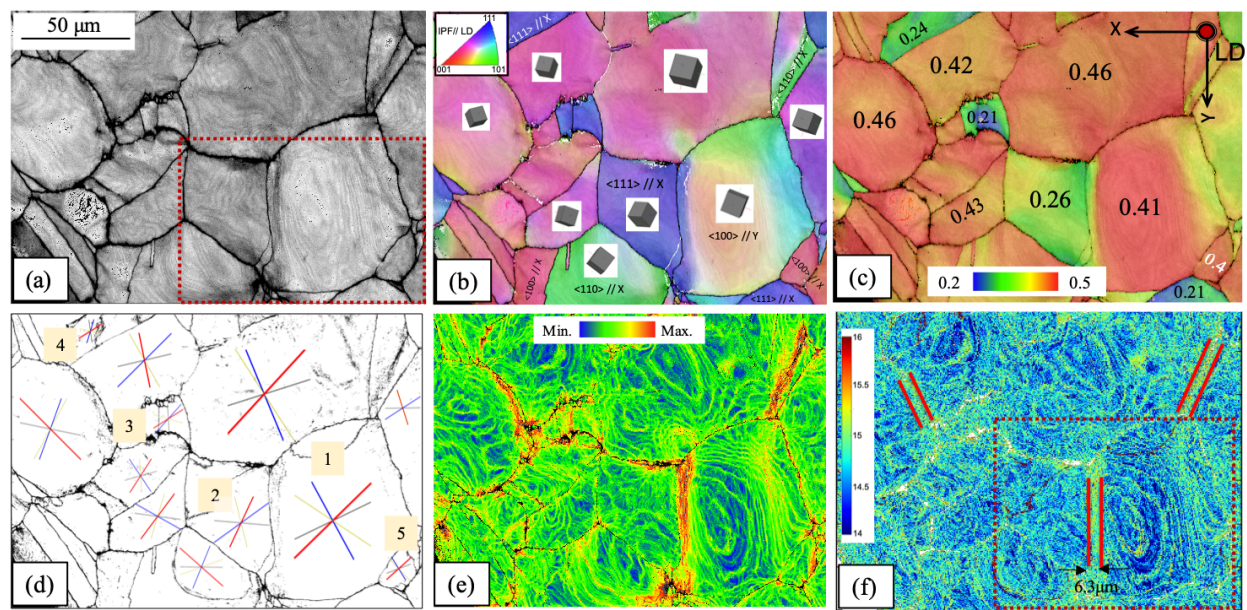 50 µm
(a)
111
IPF// LD
001
101
<111> // X
<110> // X
<111> // X
<100> // Y
<100> // X
<110> // X
<111> // X
<100> // X
(b)
0.24
0.42
0.46
X
LD
Y
0.46
0.21
0.43
0.26
0.41
0.4
0.2
0.5
0.21
(c)
4
3
1
2
5
(d)
Min.
Max.
(e)
16
15.5
15
14.5
14
6.3µm
(f)